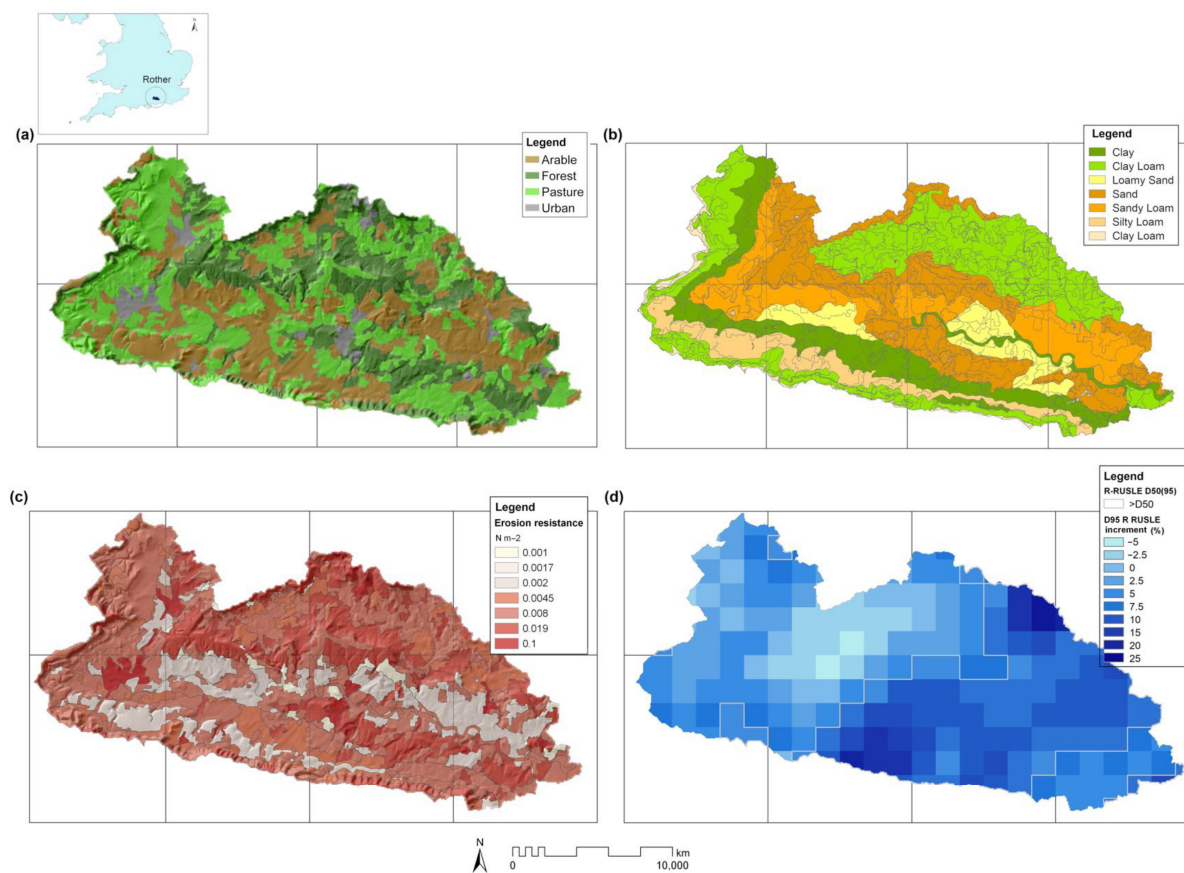 N
Rother
(a)
Legend
Arable
Forest
Pasture
Urban
(b)
Legend
Clay
Clay Loam
Loamy Sand
Sand
Sandy Loam
Silty Loam
Clay Loam
(c)
Legend
Erosion resistance
N m-2
0.001
0.0017
0.002
0.0045
0.008
0.019
0.1
(d)
Legend
R-RUSLE D50(95)
>D50
D95 R RUSLE
increment (%)
−5
−2.5
0
2.5
5
7.5
10
15
20
25
N
km
0
10,000